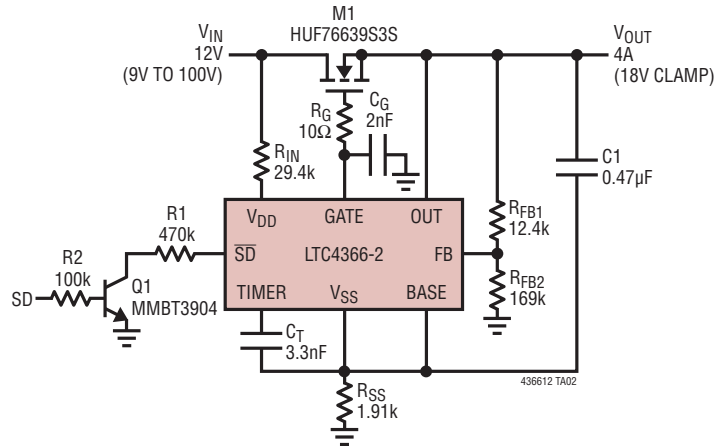 M1
HUF76639S3S
VIN
12V
(9V TO 100V)
VOUT
4A
(18V CLAMP)
RG
10Ω
CG
2nF
RIN
29.4k
C1
0.47µF
R1
470k
VDD
GATE
OUT
RFB1
12.4k
SD
LTC4366-2
FB
R2
100k
SD
Q1
MMBT3904
TIMER
VSS
BASE
RFB2
169k
CT
3.3nF
RSS
1.91k
436612 TA02